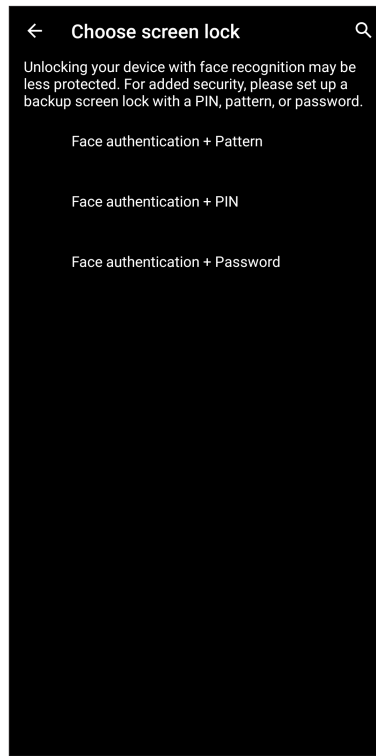 Choose screen lock
Unlocking your device with face recognition may be
less protected. For added security, please set up a
backup screen lock with a PIN, pattern, or password.
Face authentication + Pattern
Face authentication + PIN
Face authentication + Password